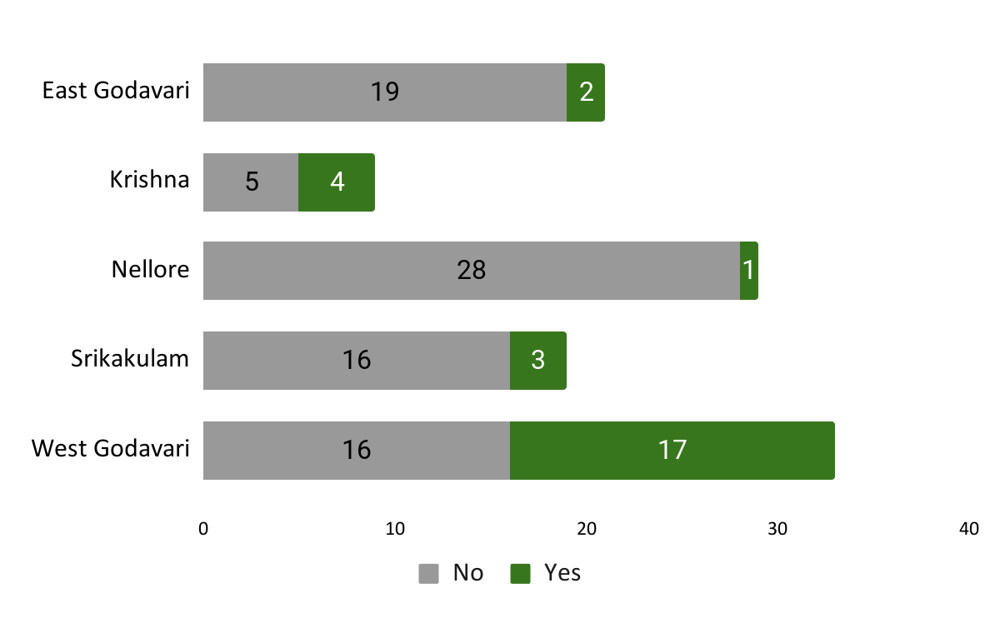 East Godavari 19 2
Krishna 5 4
Nellore 28 1
Srikakulam 16 3
West Godavari 16 17
0 10 20 30 40
No Yes